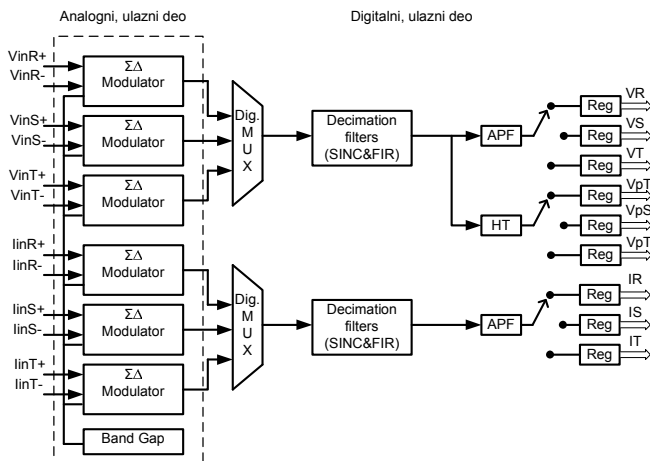 Analogni, ulazni deo
Digitalni, ulazni deo
VinR+
VinR-
ΣΔ
Modulator
VinS+
VinS-
ΣΔ
Modulator
VinT+
VinT-
ΣΔ
Modulator
Dig.
M
U
X
Decimation
filters
(SINC&FIR)
APF
HT
Reg
VR
Reg
VS
Reg
VT
Reg
VpT
Reg
VpS
Reg
VpT
IinR+
IinR-
ΣΔ
Modulator
IinS+
IinS-
ΣΔ
Modulator
IinT+
IinT-
ΣΔ
Modulator
Band Gap
Dig.
M
U
X
Decimation
filters
(SINC&FIR)
APF
Reg
IR
Reg
IS
Reg
IT